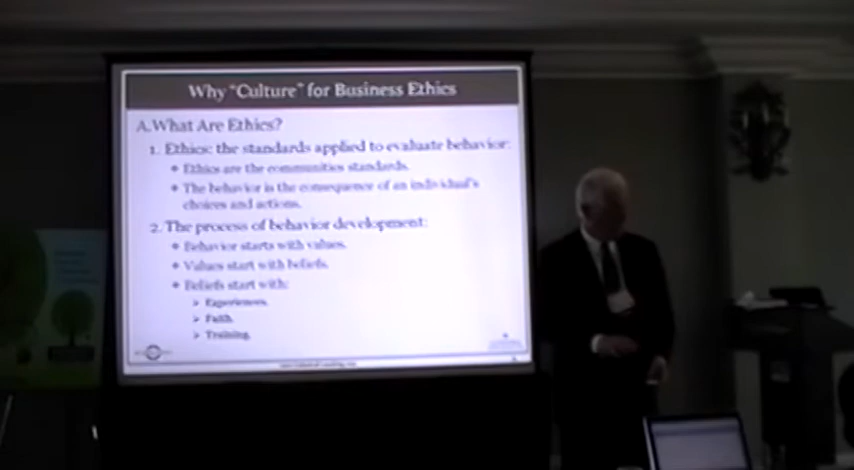 Why "Culture" for Business Ethics
A.What Are Ethics?
1. Ethics: the standards applied to evaluate behavior:
Ethics are the communities standards.
The behavior is the consequence of an individual's
choices and actions.
2. The process of behavior development:
Behavior starts with values.
Values start with beliefs.
Beliefs start with:
Experiences.
Faith.
Training.